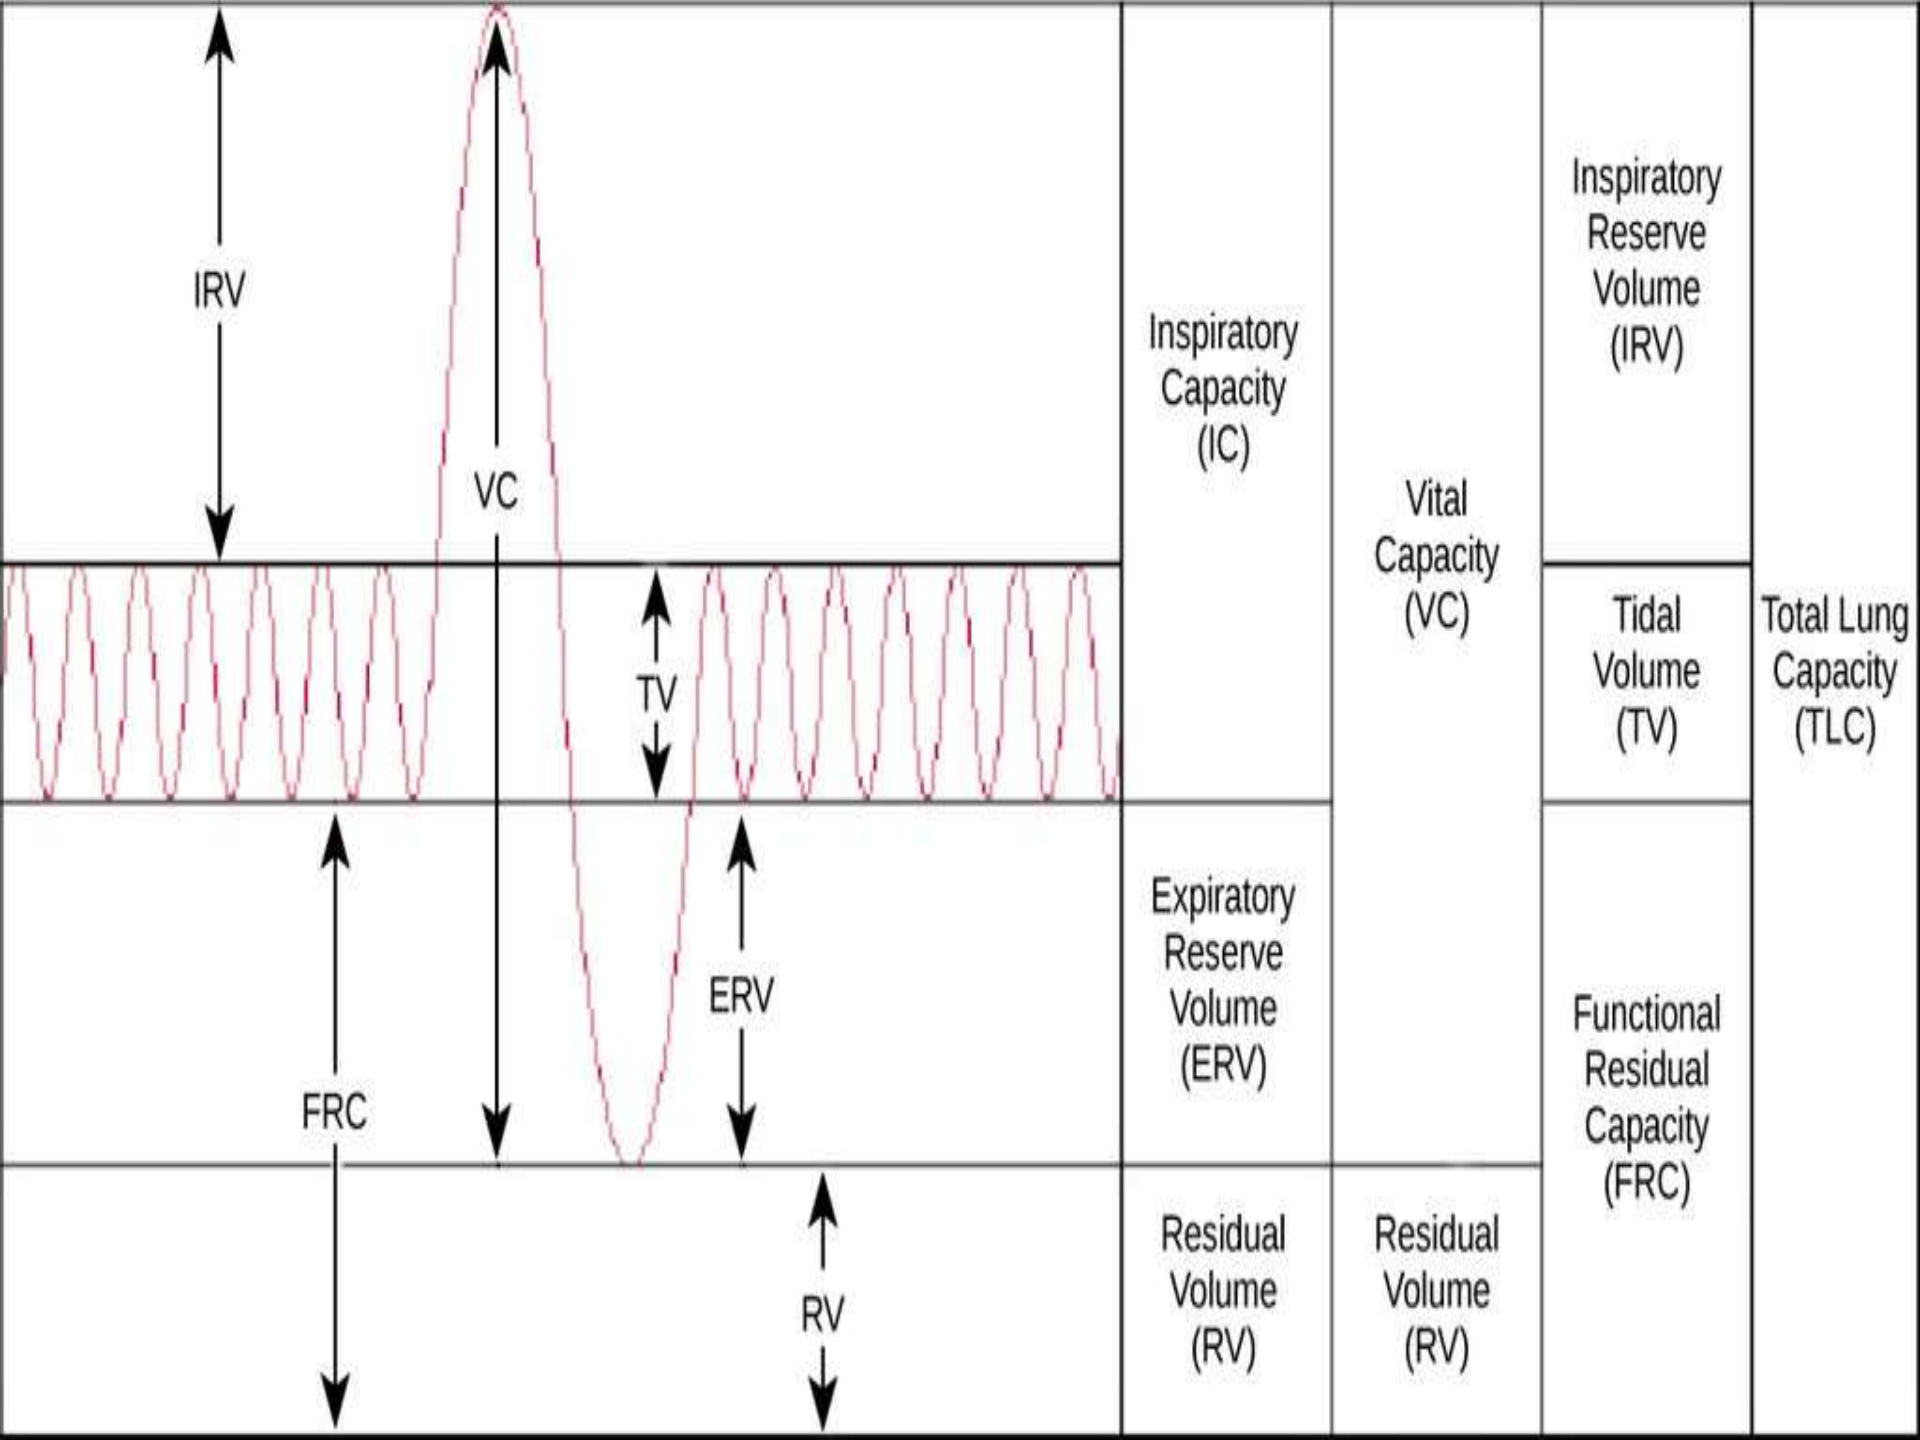 IRV
VC
TV
FRC
ERV
RV
Inspiratory
Capacity
(IC)
Expiratory
Reserve
Volume
(ERV)
Residual
Volume
(RV)
Vital
Capacity
(VC)
Residual
Volume
(RV)
Inspiratory
Reserve
Volume
(IRV)
Tidal
Volume
(TV)
Functional
Residual
Capacity
(FRC)
Total Lung
Capacity
(TLC)